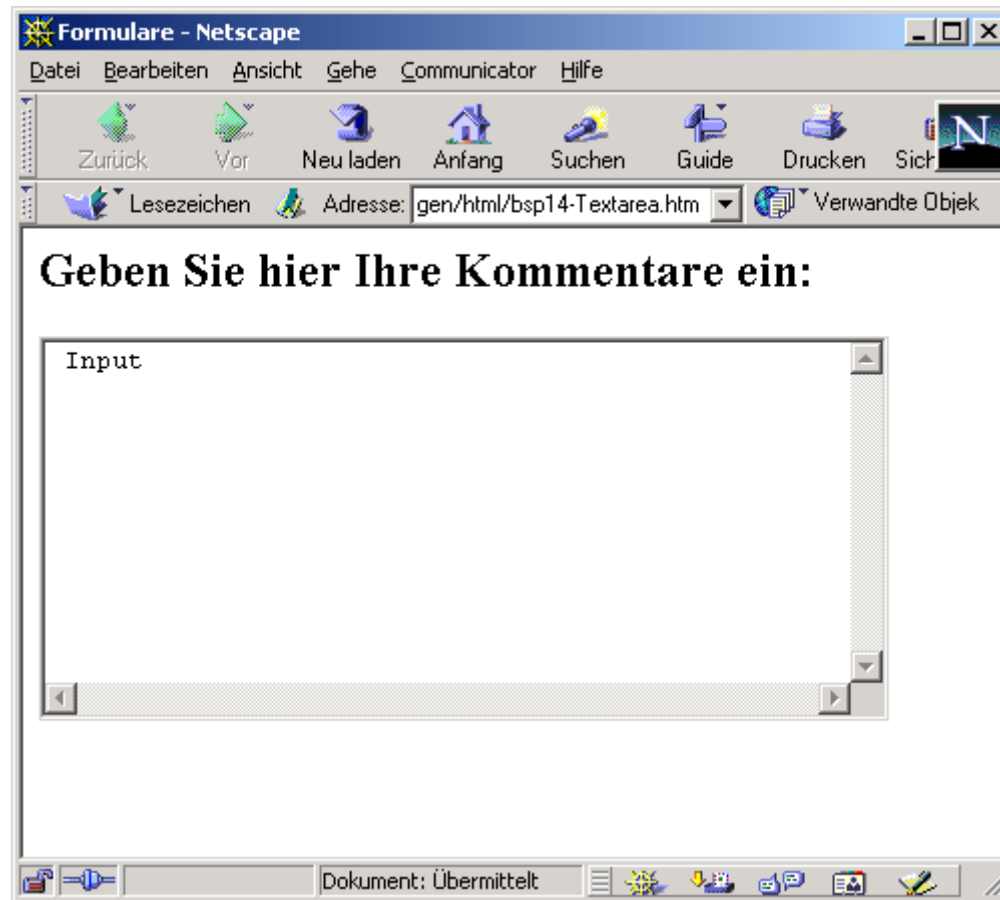 Formulare - Netscape
Datei Bearbeiten Ansicht Gehe Communicator Hilfe
Zurück Vor Neu laden Anfang Suchen Guide Drucken Sich N
Lesezeichen Adresse: gen/html/bsp14-Textarea.htm Verwandte Objek
Geben Sie hier Ihre Kommentare ein:
Input
Dokument: Übermittelt